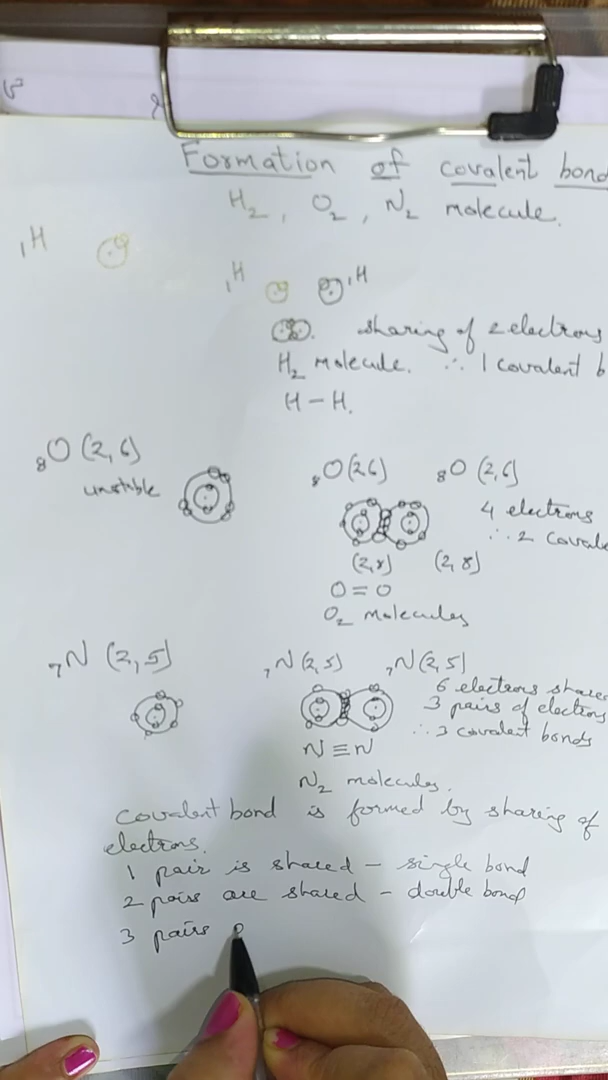 Formation of covalent bond
H₂, O₂, N₂ molecule.
₁H
₁H ₁H
sharing of 2 electrons
H₂ molecule. ∴ 1 covalent b
H – H.
₈O (2, 6)
unstable
₈O (2 6) ₈O (2, 6)
4 electrons
∴ 2 coval
(2, 8) (2, 8)
O = O
O₂ molecules
₇N (2, 5)
₇N (2, 5) ₇N (2, 5)
6 electrons share
3 pairs of electrons
∴ 3 covalent bonds
N ≡ N
N₂ molecules.
Covalent bond is formed by sharing of
electrons.
1 pair is shared – single bond
2 pairs are shared – double bond
3 pairs